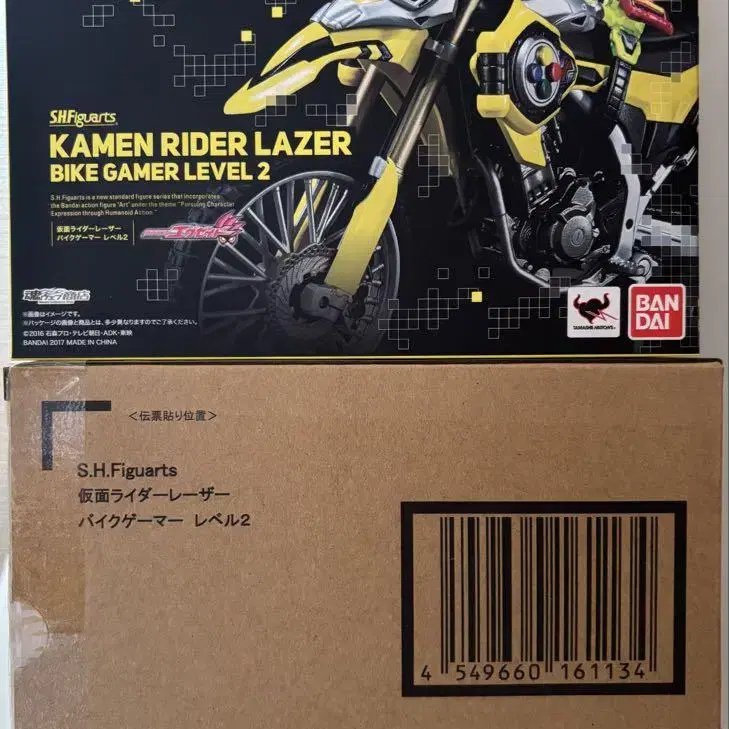 S.H.Figuarts
KAMEN RIDER LAZER
BIKE GAMER LEVEL 2
S.H.Figuarts is a new standard figure series that incorporates
the Bandai action figure "Art" under the theme "Pursuing Character
Expression through Humanoid Action".
仮面ライダーレーザー
バイクゲーマー レベル2
エグゼイド
魂ウェブ商店
※画像はイメージです。
※パッケージの画像と商品とは、多少異なりますのでご了承ください。
©2016 石森プロ・テレビ朝日・ADK・東映
BANDAI 2017 MADE IN CHINA
TAMASHII NATIONS
BAN
DAI
<伝票貼り位置>
S.H.Figuarts
仮面ライダーレーザー
バイクゲーマー レベル2
4 549660 161134